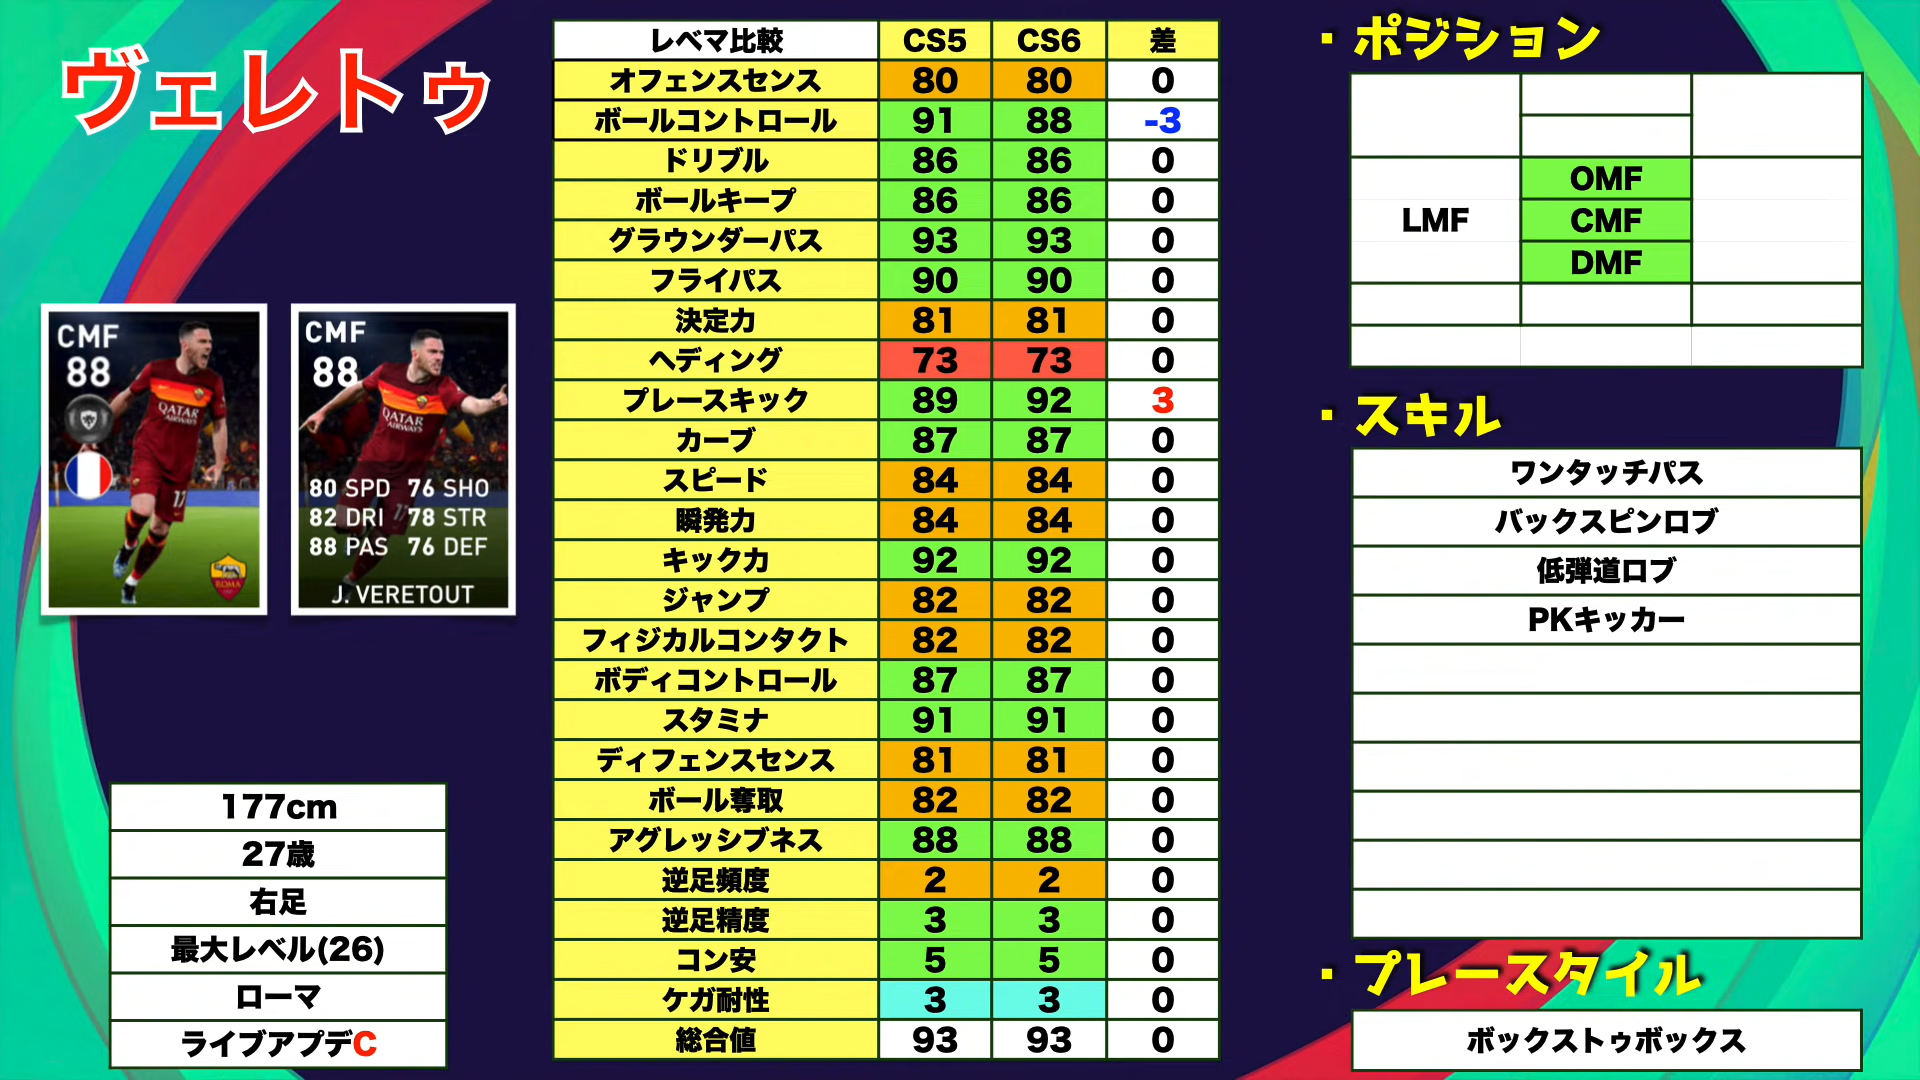 ヴェレトゥ
CMF
88
CMF
88
QATAR
AIRWAYS
QATAR
AIRWAYS
17
80 SPD 76 SHO
82 DRI 78 STR
88 PAS 76 DEF
J. VERETOUT
ROMA
177cm
27歳
右足
最大レベル(26)
ローマ
ライブアプデC
レベマ比較 CS5 CS6 差
オフェンスセンス 80 80 0
ボールコントロール 91 88 -3
ドリブル 86 86 0
ボールキープ 86 86 0
グラウンダーパス 93 93 0
フライパス 90 90 0
決定力 81 81 0
ヘディング 73 73 0
プレースキック 89 92 3
カーブ 87 87 0
スピード 84 84 0
瞬発力 84 84 0
キック力 92 92 0
ジャンプ 82 82 0
フィジカルコンタクト 82 82 0
ボディコントロール 87 87 0
スタミナ 91 91 0
ディフェンスセンス 81 81 0
ボール奪取 82 82 0
アグレッシブネス 88 88 0
逆足頻度 2 2 0
逆足精度 3 3 0
コン安 5 5 0
ケガ耐性 3 3 0
総合値 93 93 0
・ポジション
OMF
LMF CMF
DMF
・スキル
ワンタッチパス
バックスピンロブ
低弾道ロブ
PKキッカー
・プレースタイル
ボックストゥボックス